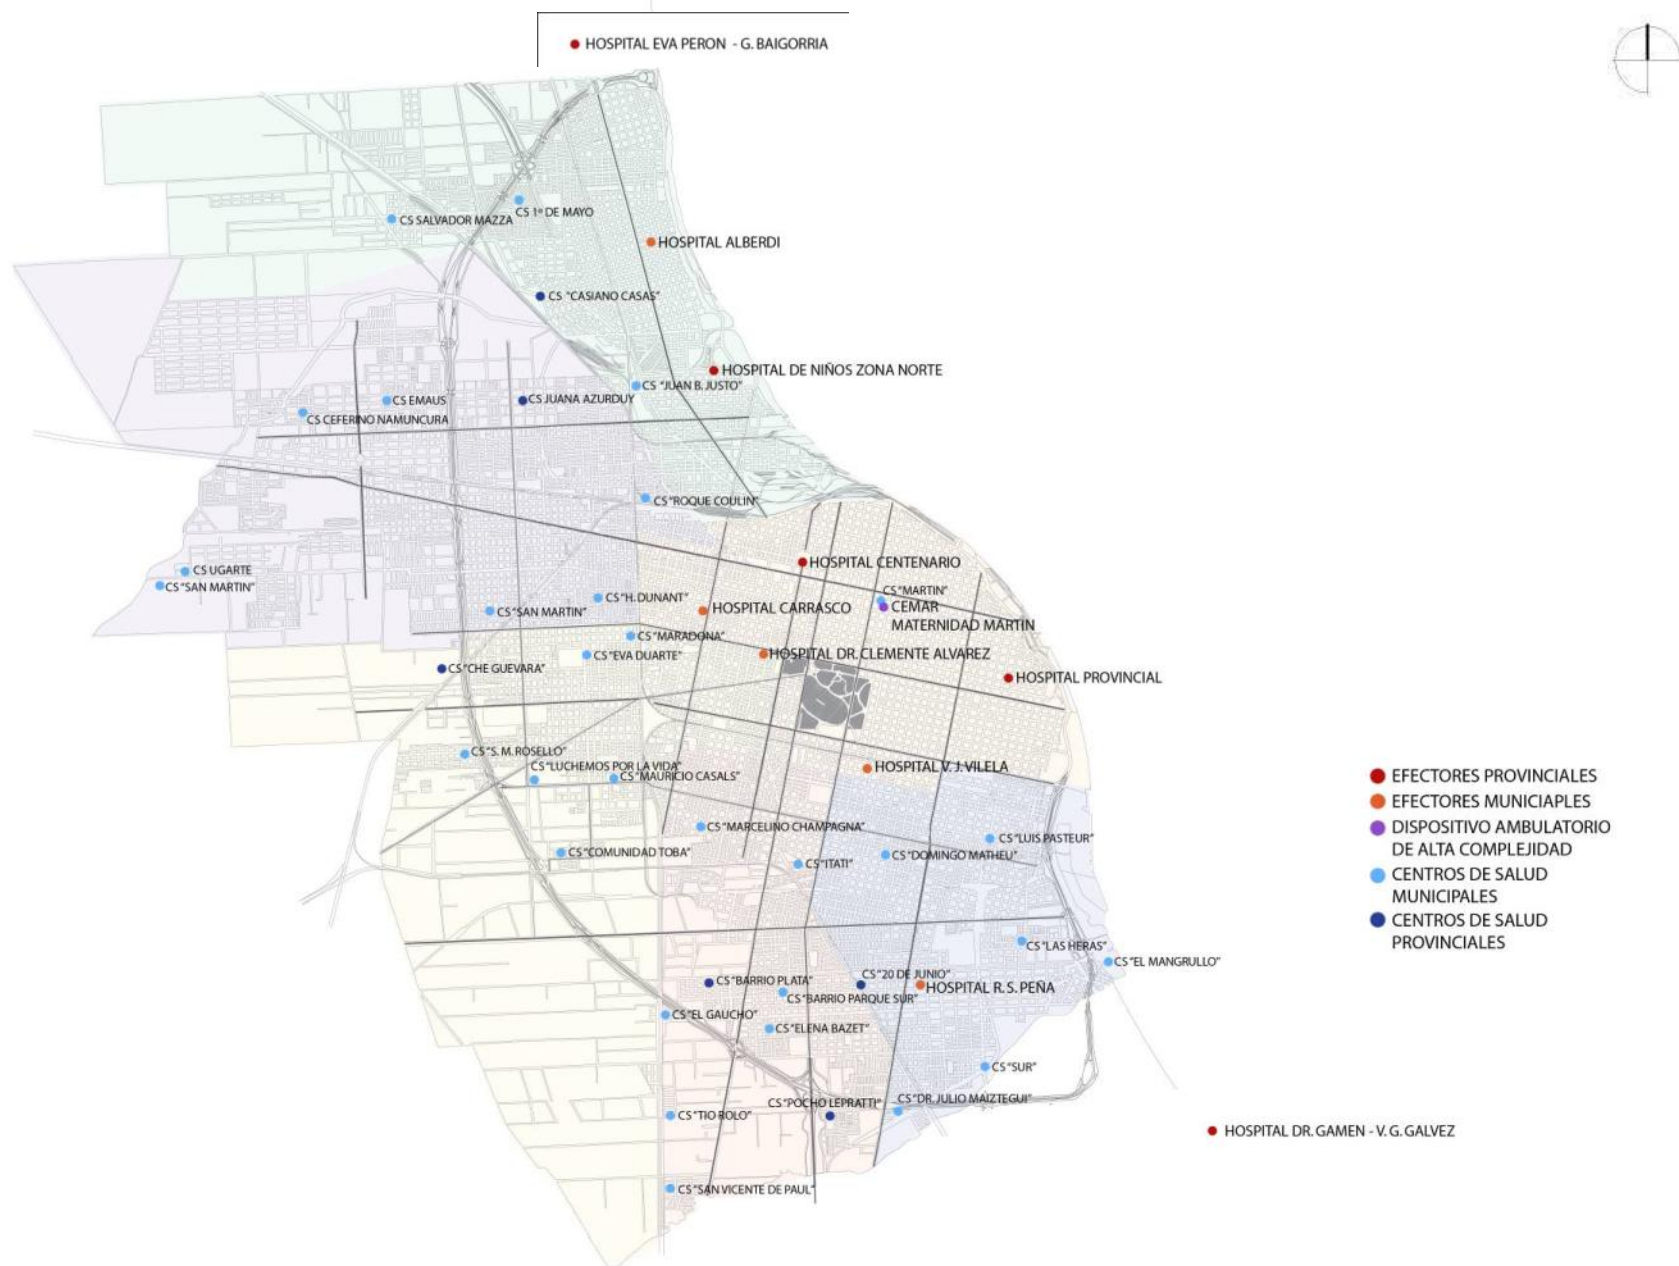 HOSPITAL EVA PERON - G. BAIGORRIA
CS 1º DE MAYO
CS SALVADOR MAZZA
HOSPITAL ALBERDI
CS "CASIANO CASAS"
HOSPITAL DE NIÑOS ZONA NORTE
CS "JUAN B. JUSTO"
CS EMAUS
CS JUANA AZURDUY
CS CEFERINO NAMUNCURA
CS "ROQUE COULIN"
HOSPITAL CENTENARIO
CS UGARTE
CS "SAN MARTIN"
CS "MARTIN"
CS "H. DUNANT"
CS "SAN MARTIN"
HOSPITAL CARRASCO
CEMAR
MATERNIDAD MARTIN
CS "MARADONA"
CS "EVA DUARTE"
HOSPITAL DR. CLEMENTE ALVAREZ
CS "CHE GUEVARA"
HOSPITAL PROVINCIAL
CS "S. M. ROSELLO"
CS "LUCHEMOS POR LA VIDA"
CS "MAURICIO CASALS"
HOSPITAL V. J. VILELA
CS "MARCELINO CHAMPAGNA"
CS "LUIS PASTEUR"
CS "COMUNIDAD TOBA"
CS "ITATI"
CS "DOMINGO MATHEU"
CS "LAS HERAS"
CS "EL MANGRULLO"
CS "BARRIO PLATA"
CS "20 DE JUNIO"
HOSPITAL R. S. PEÑA
CS "BARRIO PARQUE SUR"
CS "EL GAUCHO"
CS "ELENA BAZET"
CS "SUR"
CS "POCHO LEPRATTI"
CS "DR. JULIO MAIZTEGUI"
CS "TIO ROLO"
HOSPITAL DR. GAMEN - V. G. GALVEZ
CS "SAN VICENTE DE PAUL"
EFECTORES PROVINCIALES
EFECTORES MUNICIAPLES
DISPOSITIVO AMBULATORIO
DE ALTA COMPLEJIDAD
CENTROS DE SALUD
MUNICIPALES
CENTROS DE SALUD
PROVINCIALES